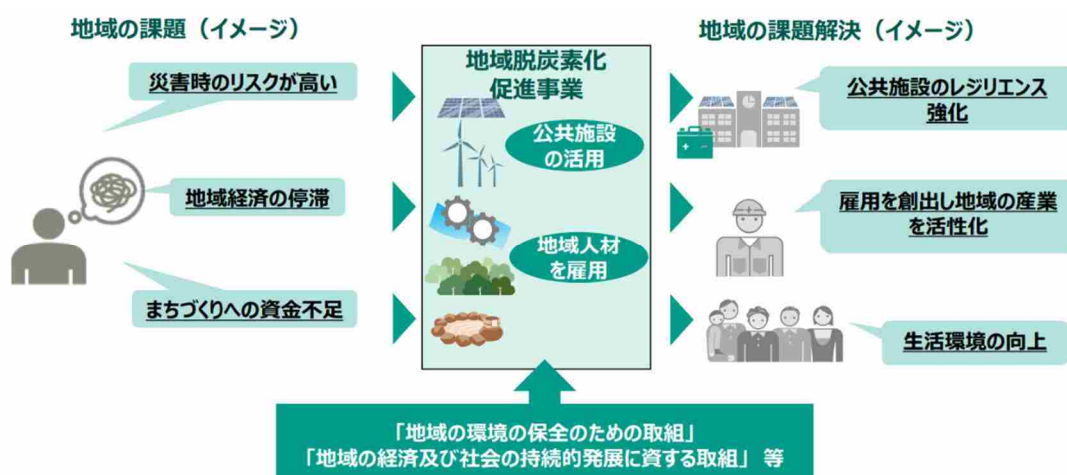 地域の課題（イメージ）
災害時のリスクが高い
地域経済の停滞
まちづくりへの資金不足
地域脱炭素化
促進事業
公共施設
の活用
地域人材
を雇用
地域の課題解決（イメージ）
公共施設のレジリエンス
強化
雇用を創出し地域の産業
を活性化
生活環境の向上
「地域の環境の保全のための取組」
「地域の経済及び社会の持続的発展に資する取組」 等